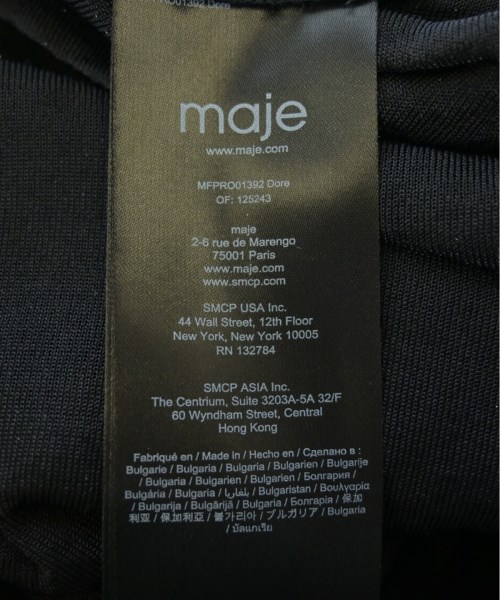 MFPRO01392 Dore
maje
www.maje.com
MFPRO01392 Dore
OF: 125243
maje
2-6 rue de Marengo
75001 Paris
www.maje.com
www.smcp.com
SMCP USA Inc.
44 Wall Street, 12th Floor
New York, New York 10005
RN 132784
SMCP ASIA Inc.
The Centrium, Suite 3203A-5A 32/F
60 Wyndham Street, Central
Hong Kong
Fabriqué en / Made in / Hecho en / Сделано в :
Bulgarie / Bulgaria / Bulgaria / Bulgarien / Bulgarije
/ Bulgaria / Bulgarien / Bulgarien / България /
Bulgária / Bulgaria / بلغاريا / Bulgaristan / Βουλγαρία
/ Bulgarija / Bulgārijā / Bulgaria / Болгарія / 保加
利亚 / 保加利亞 / 불가리아 / ブルガリア / Bulgaria
/ บัลแกเรีย